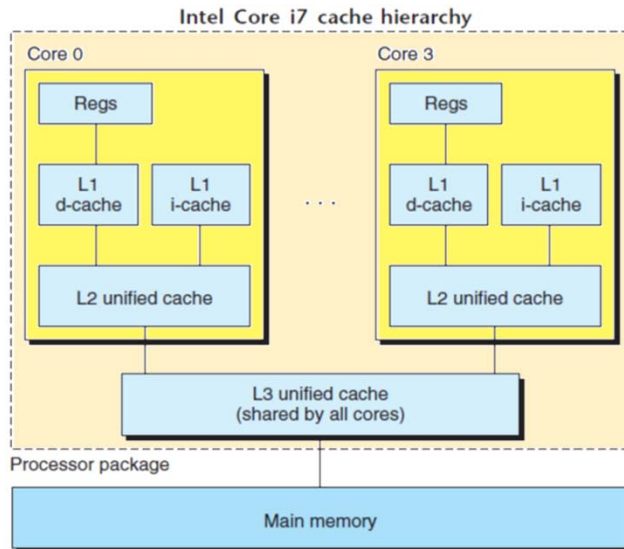 Intel Core i7 cache hierarchy
Core 0
Core 3
Regs
Regs
L1
d-cache
L1
i-cache
. . .
L1
d-cache
L1
i-cache
L2 unified cache
L2 unified cache
L3 unified cache
(shared by all cores)
Processor package
Main memory